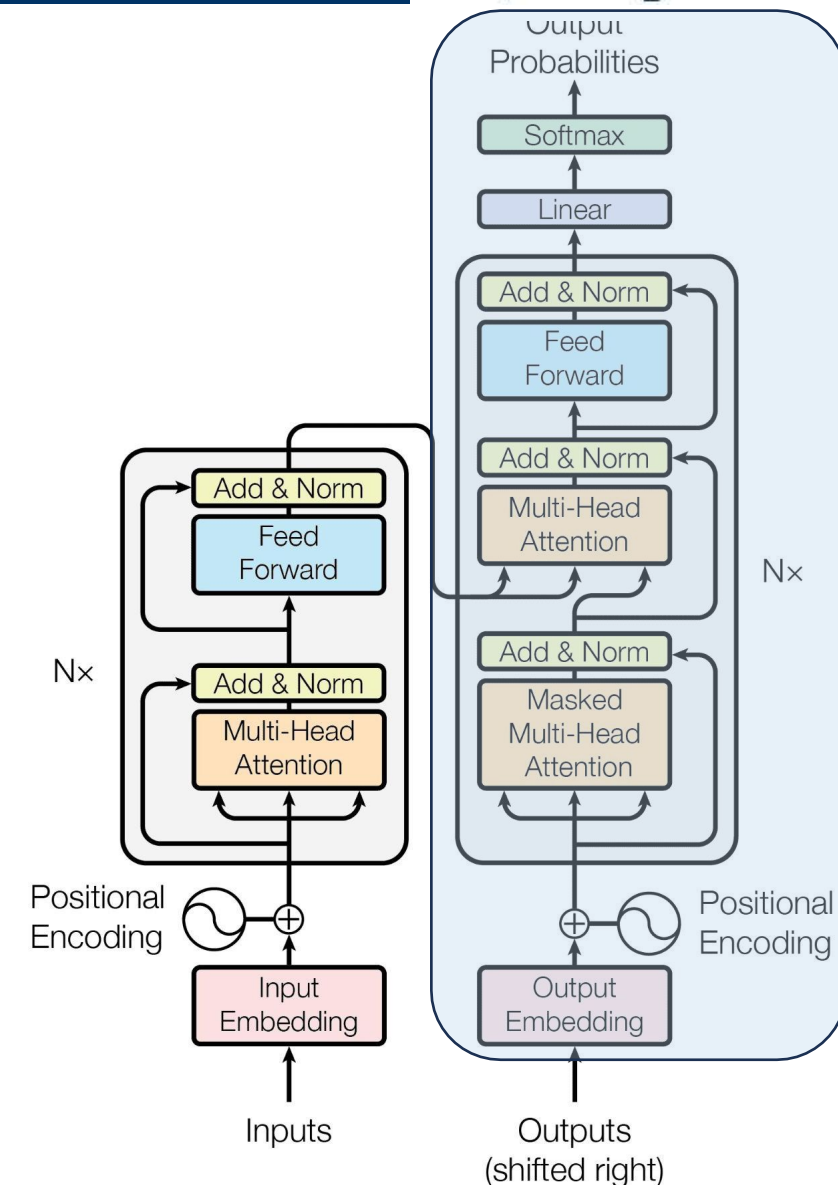 Output
Probabilities
Softmax
Linear
Add & Norm
Feed
Forward
Add & Norm
Multi-Head
Attention
N×
Add & Norm
Masked
Multi-Head
Attention
Positional
Encoding
Output
Embedding
Outputs
(shifted right)
Add & Norm
Feed
Forward
N×
Add & Norm
Multi-Head
Attention
Positional
Encoding
Input
Embedding
Inputs